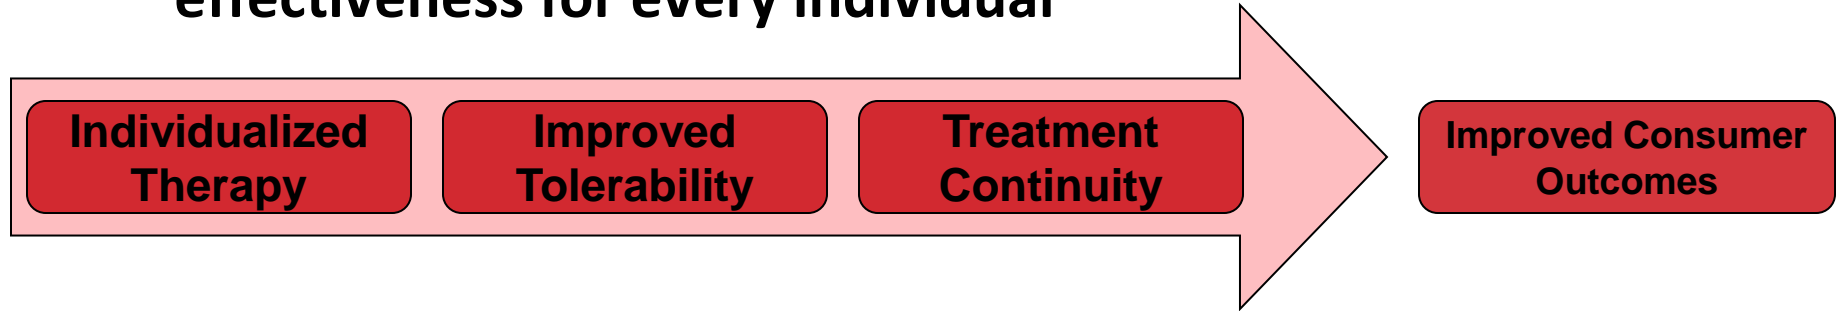 effectiveness for every individual
Individualized
Therapy
Improved
Tolerability
Treatment
Continuity
Improved Consumer
Outcomes